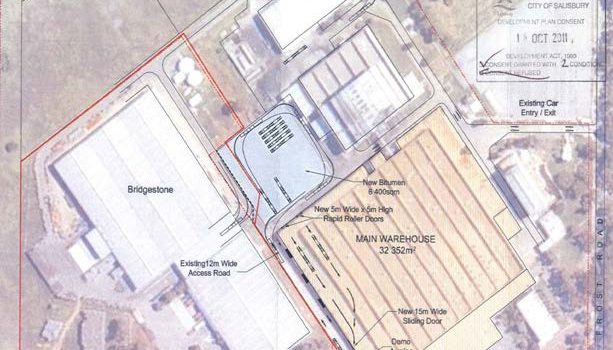 CITY OF SALISBURY
DEVELOPMENT PLAN CONSENT
OCT 2011
DEVELOPMENT ACT, 1993
CONSENT GRANTED WITH 2 CONDITION
CONSENT REFUSED
Existing Car
Entry / Exit
Bridgestone
New Bitumen
6 400sqm
New 5m Wide x 5m High
Rapid Roller Doors
MAIN WAREHOUSE
32 352m²
Existing12m Wide
Access Road
New 15m Wide
Sliding Door
Demo
FROST ROAD